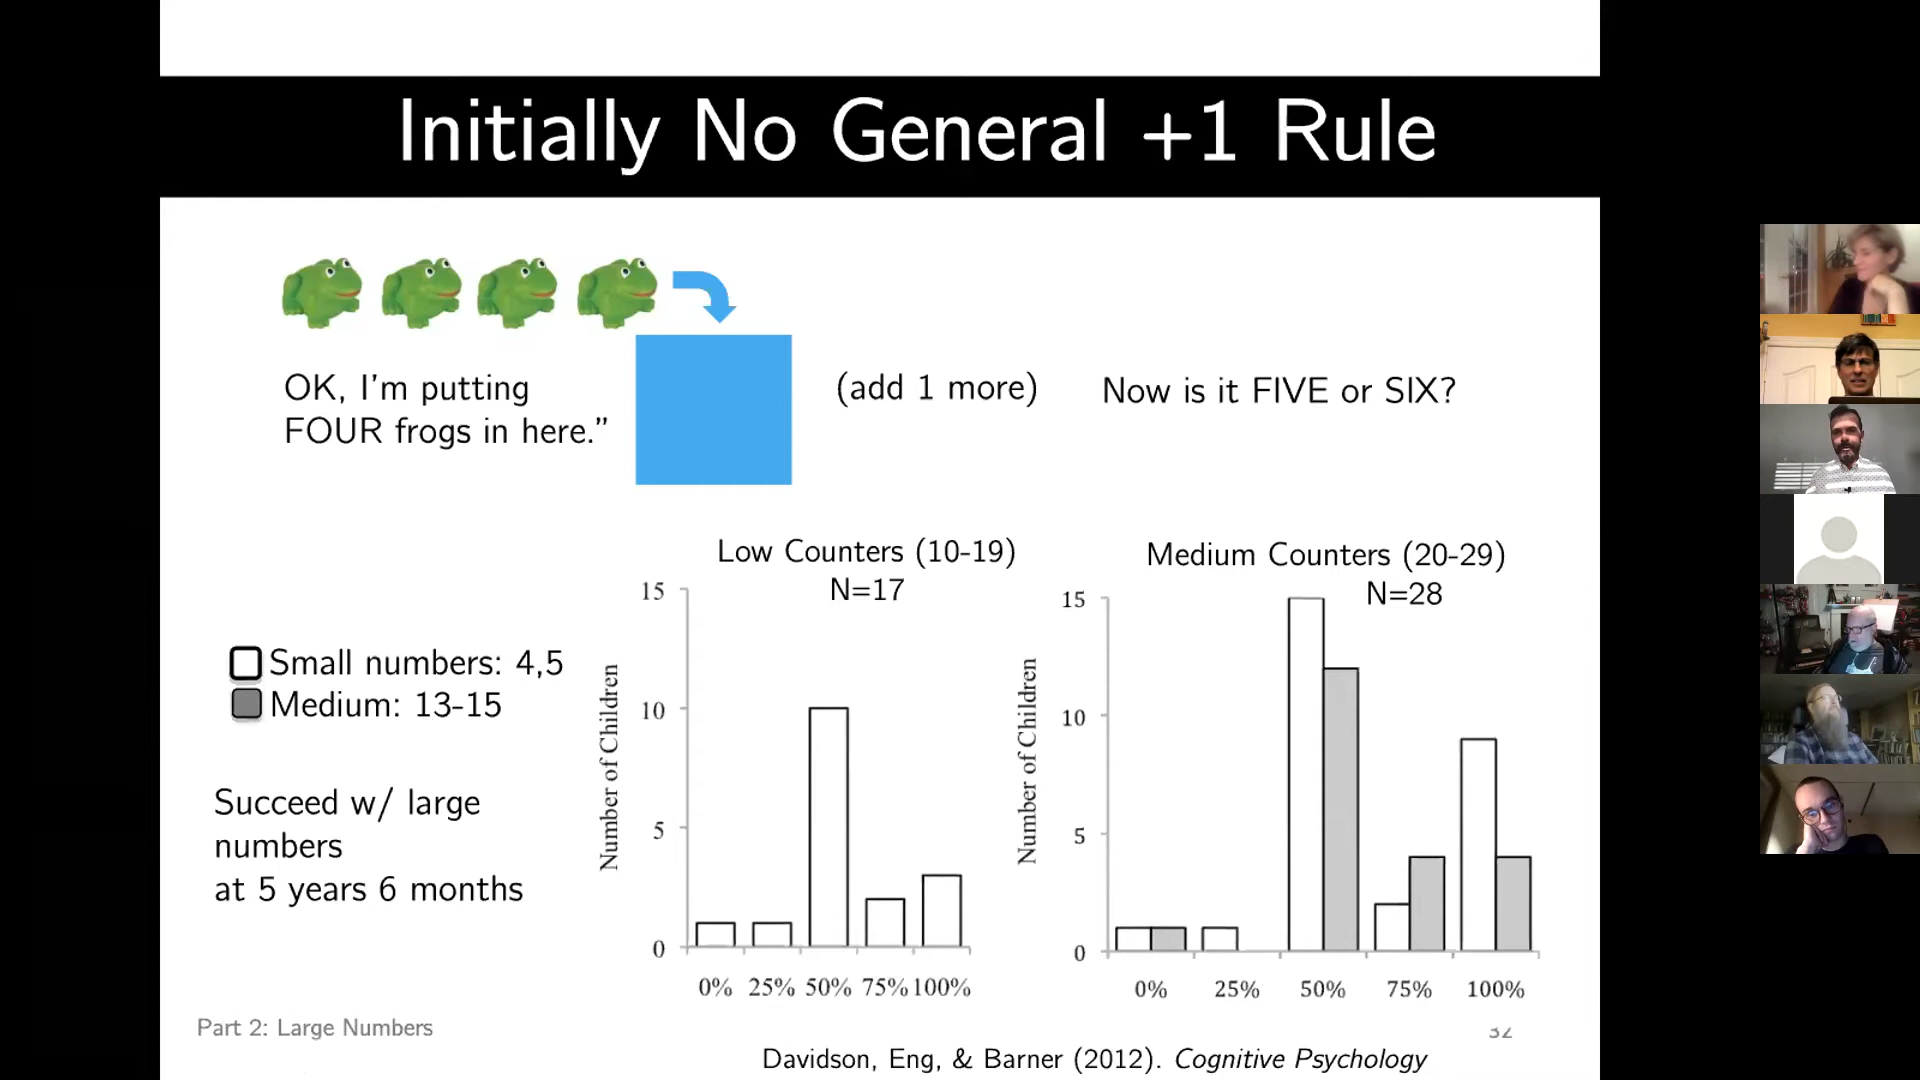 Initially No General +1 Rule
OK, I'm putting
FOUR frogs in here.”
(add 1 more)
Now is it FIVE or SIX?
Low Counters (10-19)
N=17
Medium Counters (20-29)
N=28
Small numbers: 4,5
Medium: 13-15
Succeed w/ large
numbers
at 5 years 6 months
Number of Children
15
10
5
0
0% 25% 50% 75% 100%
Number of Children
15
10
5
0
0% 25% 50% 75% 100%
Part 2: Large Numbers
32
Davidson, Eng, & Barner (2012). Cognitive Psychology